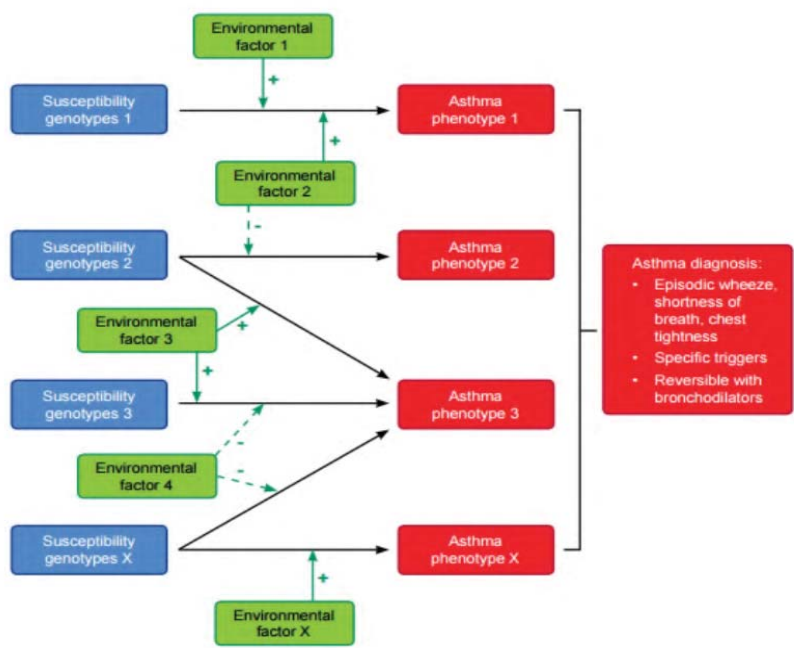 Environmental
factor 1
+
Susceptibility
genotypes 1
Asthma
phenotype 1
+
Environmental
factor 2
-
Susceptibility
genotypes 2
Asthma
phenotype 2
Asthma diagnosis:
• Episodic wheeze,
shortness of
breath, chest
tightness
• Specific triggers
• Reversible with
bronchodilators
Environmental
factor 3
+
+
Susceptibility
genotypes 3
Asthma
phenotype 3
-
Environmental
factor 4
-
Susceptibility
genotypes X
Asthma
phenotype X
+
Environmental
factor X